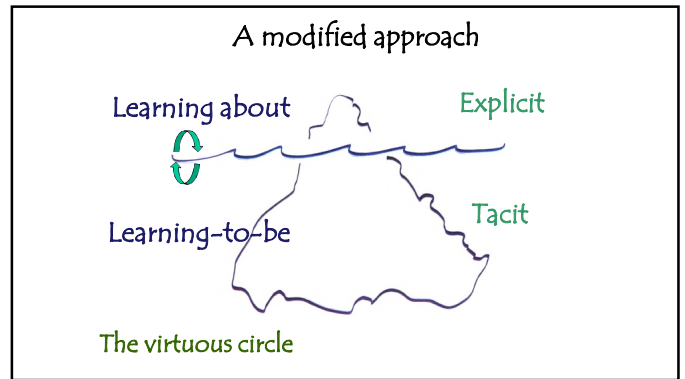 A modified approach
Learning about
Explicit
Learning-to-be
Tacit
The virtuous circle